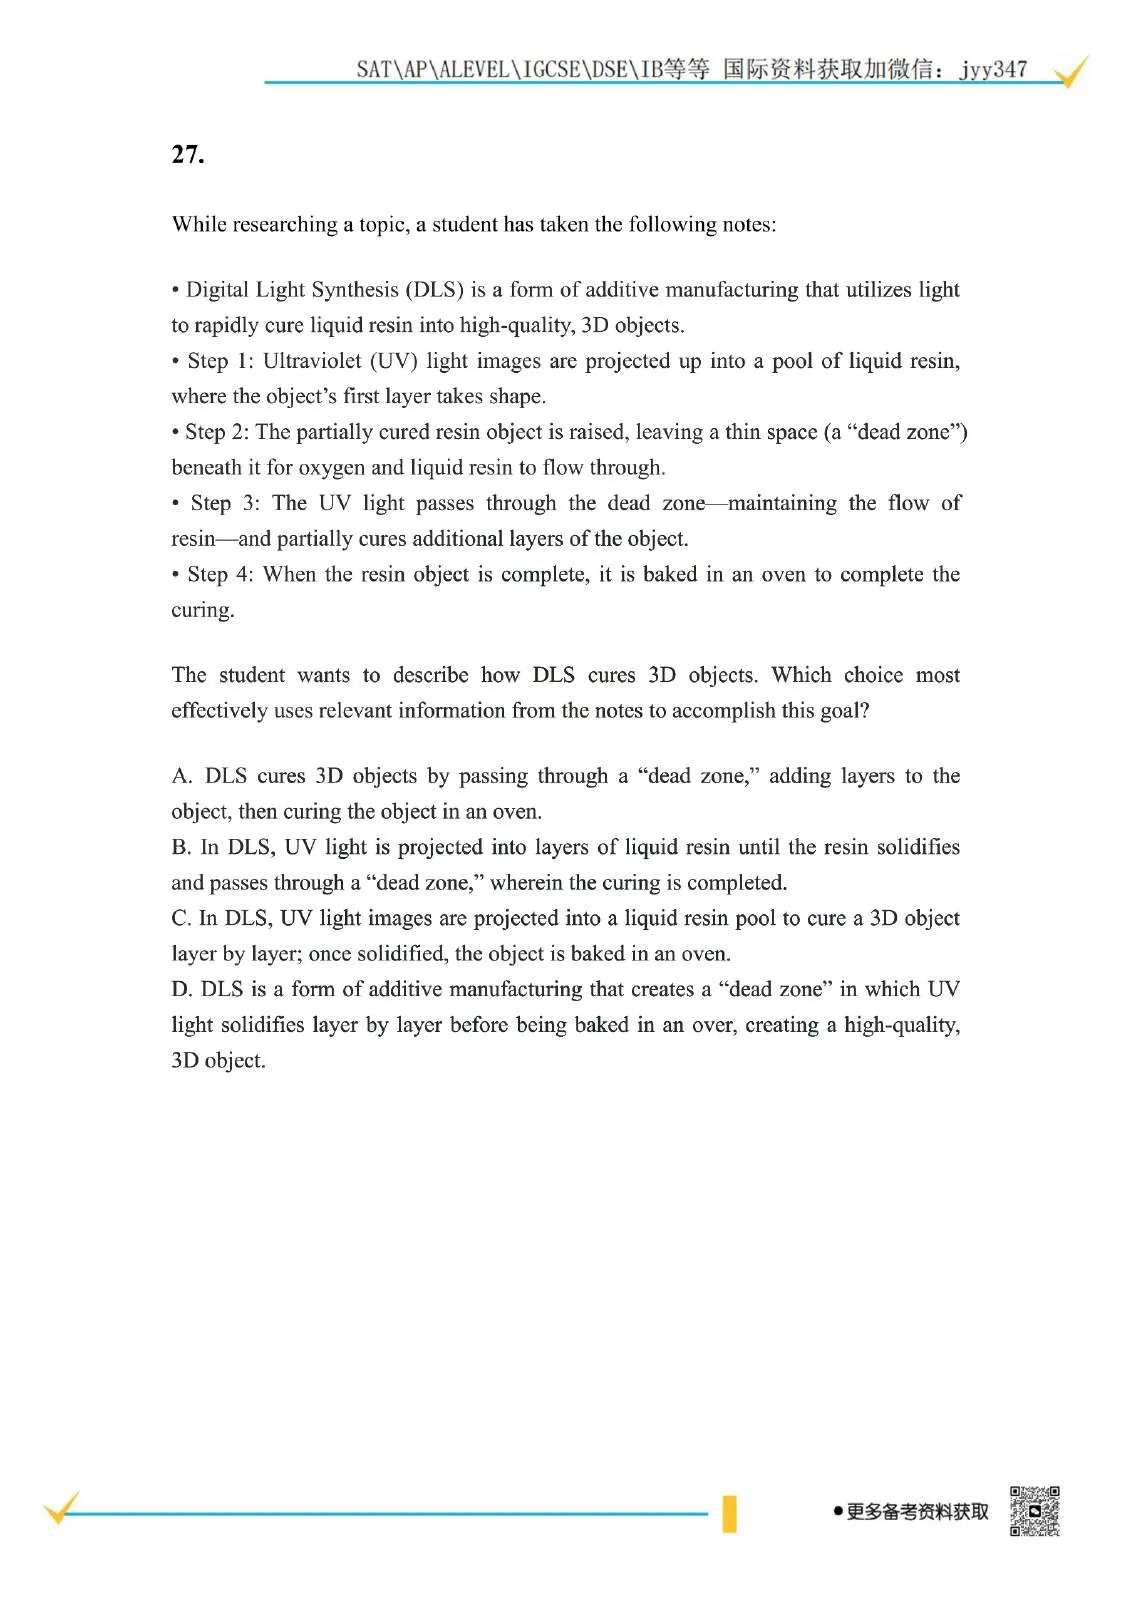 SAT\AP\ALEVEL\IGCSE\DSE\IB等等 国际资料获取加微信：jyy347
27.
While researching a topic, a student has taken the following notes:
• Digital Light Synthesis (DLS) is a form of additive manufacturing that utilizes light
to rapidly cure liquid resin into high-quality, 3D objects.
• Step 1: Ultraviolet (UV) light images are projected up into a pool of liquid resin,
where the object’s first layer takes shape.
• Step 2: The partially cured resin object is raised, leaving a thin space (a “dead zone”)
beneath it for oxygen and liquid resin to flow through.
• Step 3: The UV light passes through the dead zone—maintaining the flow of
resin—and partially cures additional layers of the object.
• Step 4: When the resin object is complete, it is baked in an oven to complete the
curing.
The student wants to describe how DLS cures 3D objects. Which choice most
effectively uses relevant information from the notes to accomplish this goal?
A. DLS cures 3D objects by passing through a “dead zone,” adding layers to the
object, then curing the object in an oven.
B. In DLS, UV light is projected into layers of liquid resin until the resin solidifies
and passes through a “dead zone,” wherein the curing is completed.
C. In DLS, UV light images are projected into a liquid resin pool to cure a 3D object
layer by layer; once solidified, the object is baked in an oven.
D. DLS is a form of additive manufacturing that creates a “dead zone” in which UV
light solidifies layer by layer before being baked in an over, creating a high-quality,
3D object.
●更多备考资料获取